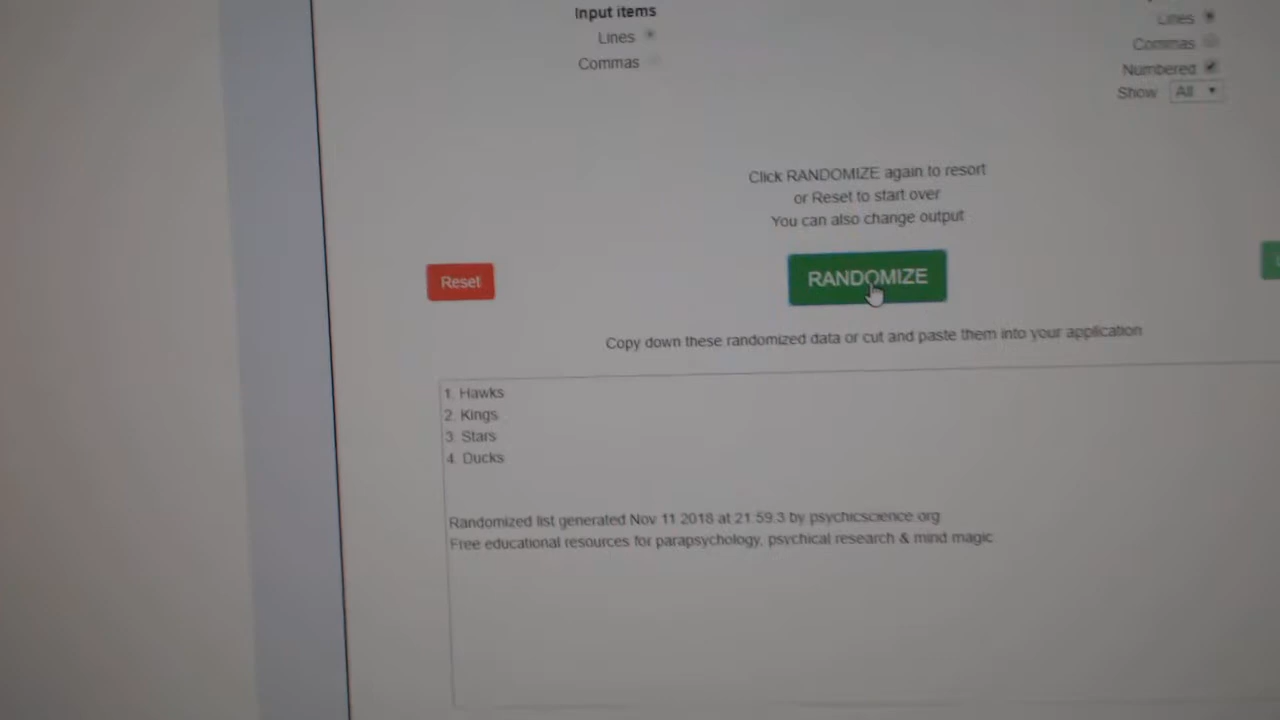 Input items
Lines
Lines
Commas
Commas
Numbered
Show All
Click RANDOMIZE again to resort
or Reset to start over
You can also change output
Reset
RANDOMIZE
Copy down these randomized data or cut and paste them into your application
1. Hawks
2. Kings
3. Stars
4. Ducks
Randomized list generated Nov 11 2018 at 21:59:3 by psychicscience.org
Free educational resources for parapsychology, psychical research & mind magic